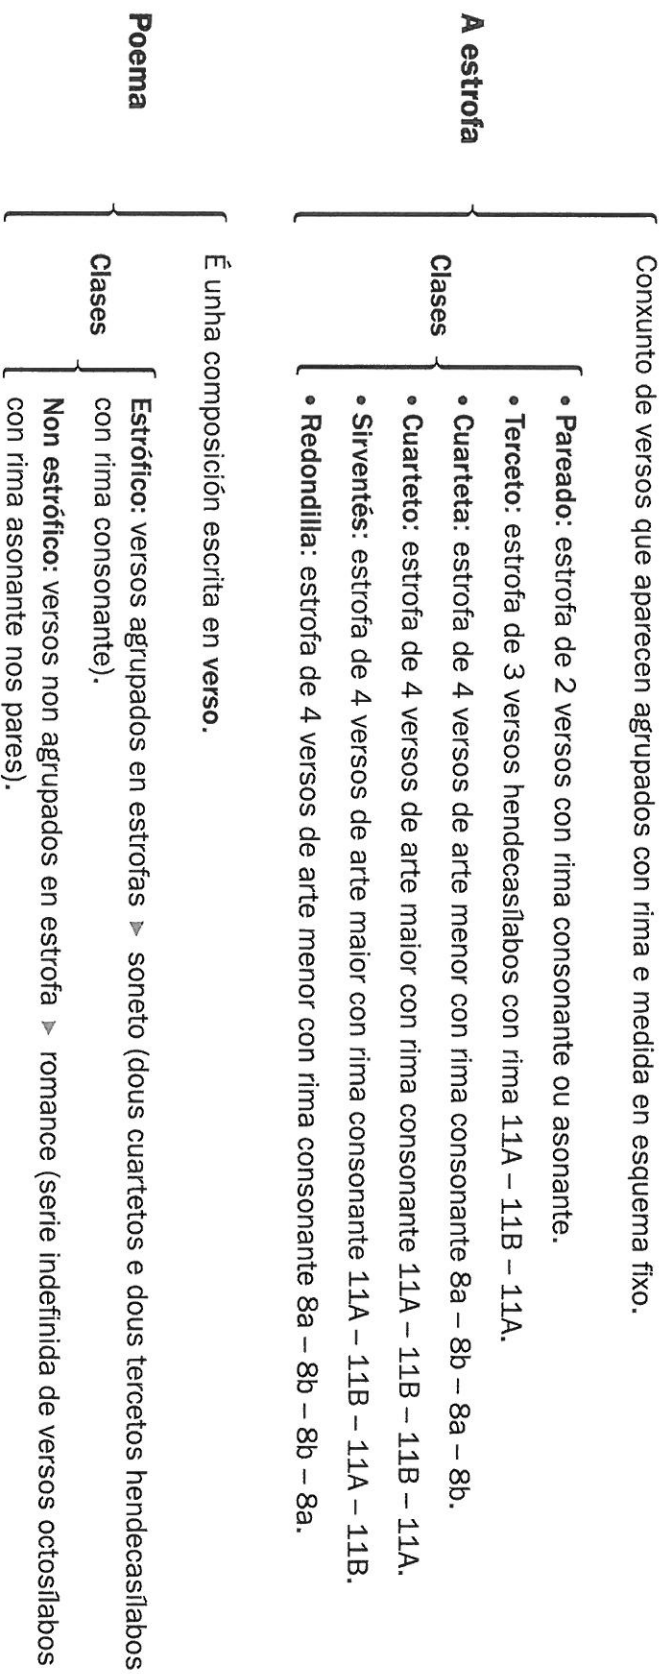 A estrofa
Conxunto de versos que aparecen agrupados con rima e medida en esquema fixo.
Clases
• Pareado: estrofa de 2 versos con rima consonante ou asonante.
• Terceto: estrofa de 3 versos hendecasílabos con rima 11A – 11B – 11A.
• Cuarteta: estrofa de 4 versos de arte menor con rima consonante 8a – 8b – 8a – 8b.
• Cuarteto: estrofa de 4 versos de arte maior con rima consonante 11A – 11B – 11B – 11A.
• Sirventés: estrofa de 4 versos de arte maior con rima consonante 11A – 11B – 11A – 11B.
• Redondilla: estrofa de 4 versos de arte menor con rima consonante 8a – 8b – 8b – 8a.
Poema
É unha composición escrita en verso.
Clases
Estrófico: versos agrupados en estrofas ► soneto (dous cuartetos e dous tercetos hendecasílabos
con rima consonante).
Non estrófico: versos non agrupados en estrofa ► romance (serie indefinida de versos octosílabos
con rima asonante nos pares).